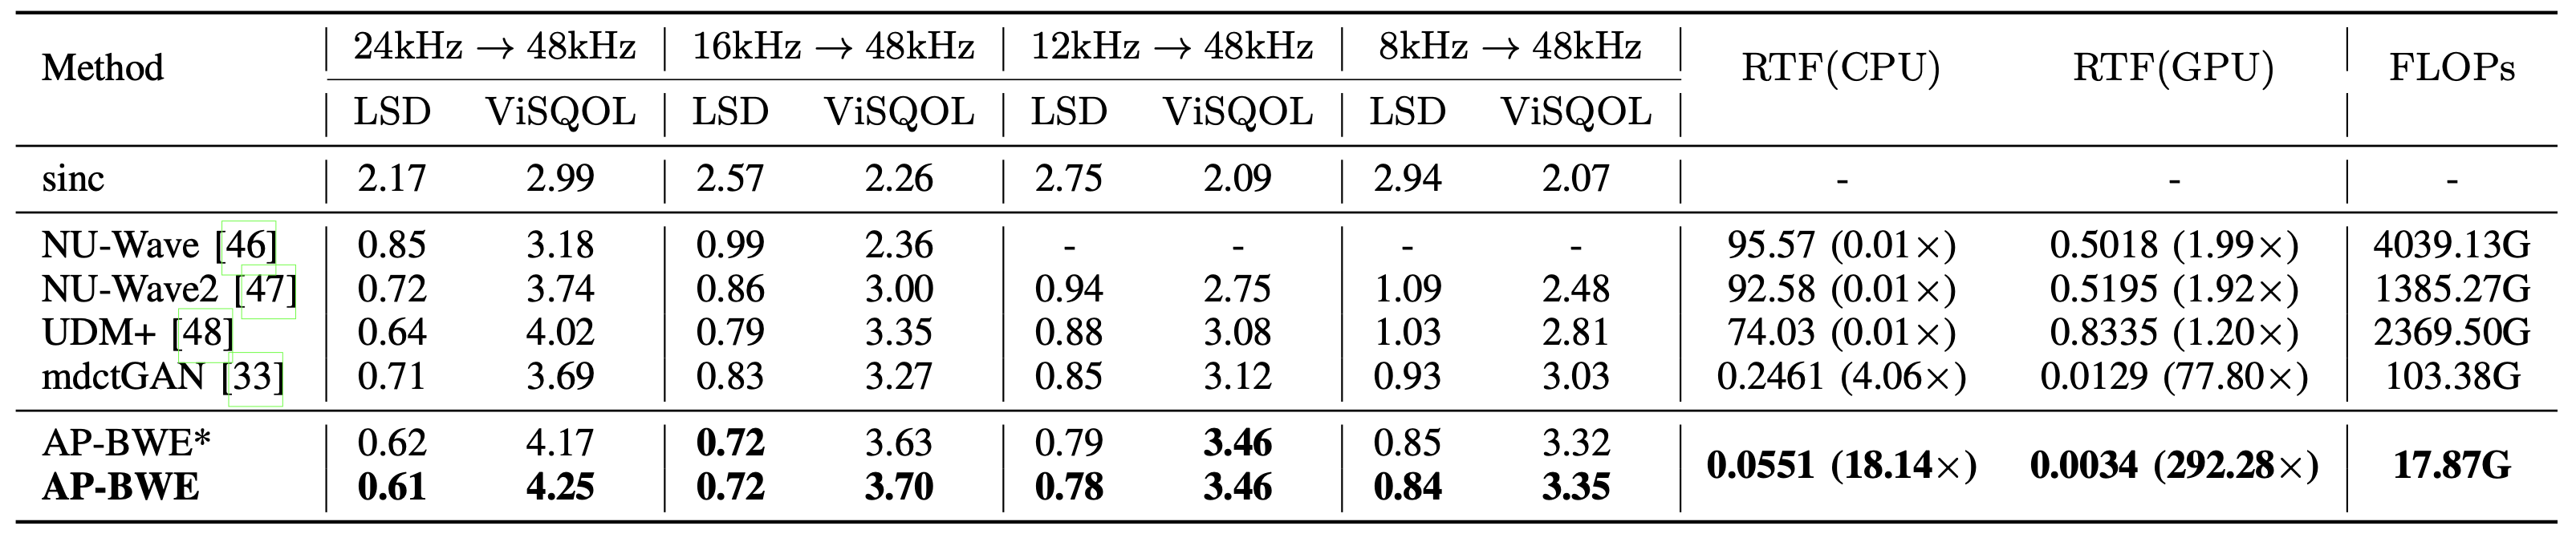 Method 24kHz → 48kHz 16kHz → 48kHz 12kHz → 48kHz 8kHz → 48kHz RTF(CPU) RTF(GPU) FLOPs
LSD ViSQOL LSD ViSQOL LSD ViSQOL LSD ViSQOL
sinc 2.17 2.99 2.57 2.26 2.75 2.09 2.94 2.07 - - -
NU-Wave [46] 0.85 3.18 0.99 2.36 - - - - 95.57 (0.01×) 0.5018 (1.99×) 4039.13G
NU-Wave2 [47] 0.72 3.74 0.86 3.00 0.94 2.75 1.09 2.48 92.58 (0.01×) 0.5195 (1.92×) 1385.27G
UDM+ [48] 0.64 4.02 0.79 3.35 0.88 3.08 1.03 2.81 74.03 (0.01×) 0.8335 (1.20×) 2369.50G
mdctGAN [33] 0.71 3.69 0.83 3.27 0.85 3.12 0.93 3.03 0.2461 (4.06×) 0.0129 (77.80×) 103.38G
AP-BWE* 0.62 4.17 0.72 3.63 0.79 3.46 0.85 3.32
0.0551 (18.14×) 0.0034 (292.28×) 17.87G
AP-BWE 0.61 4.25 0.72 3.70 0.78 3.46 0.84 3.35